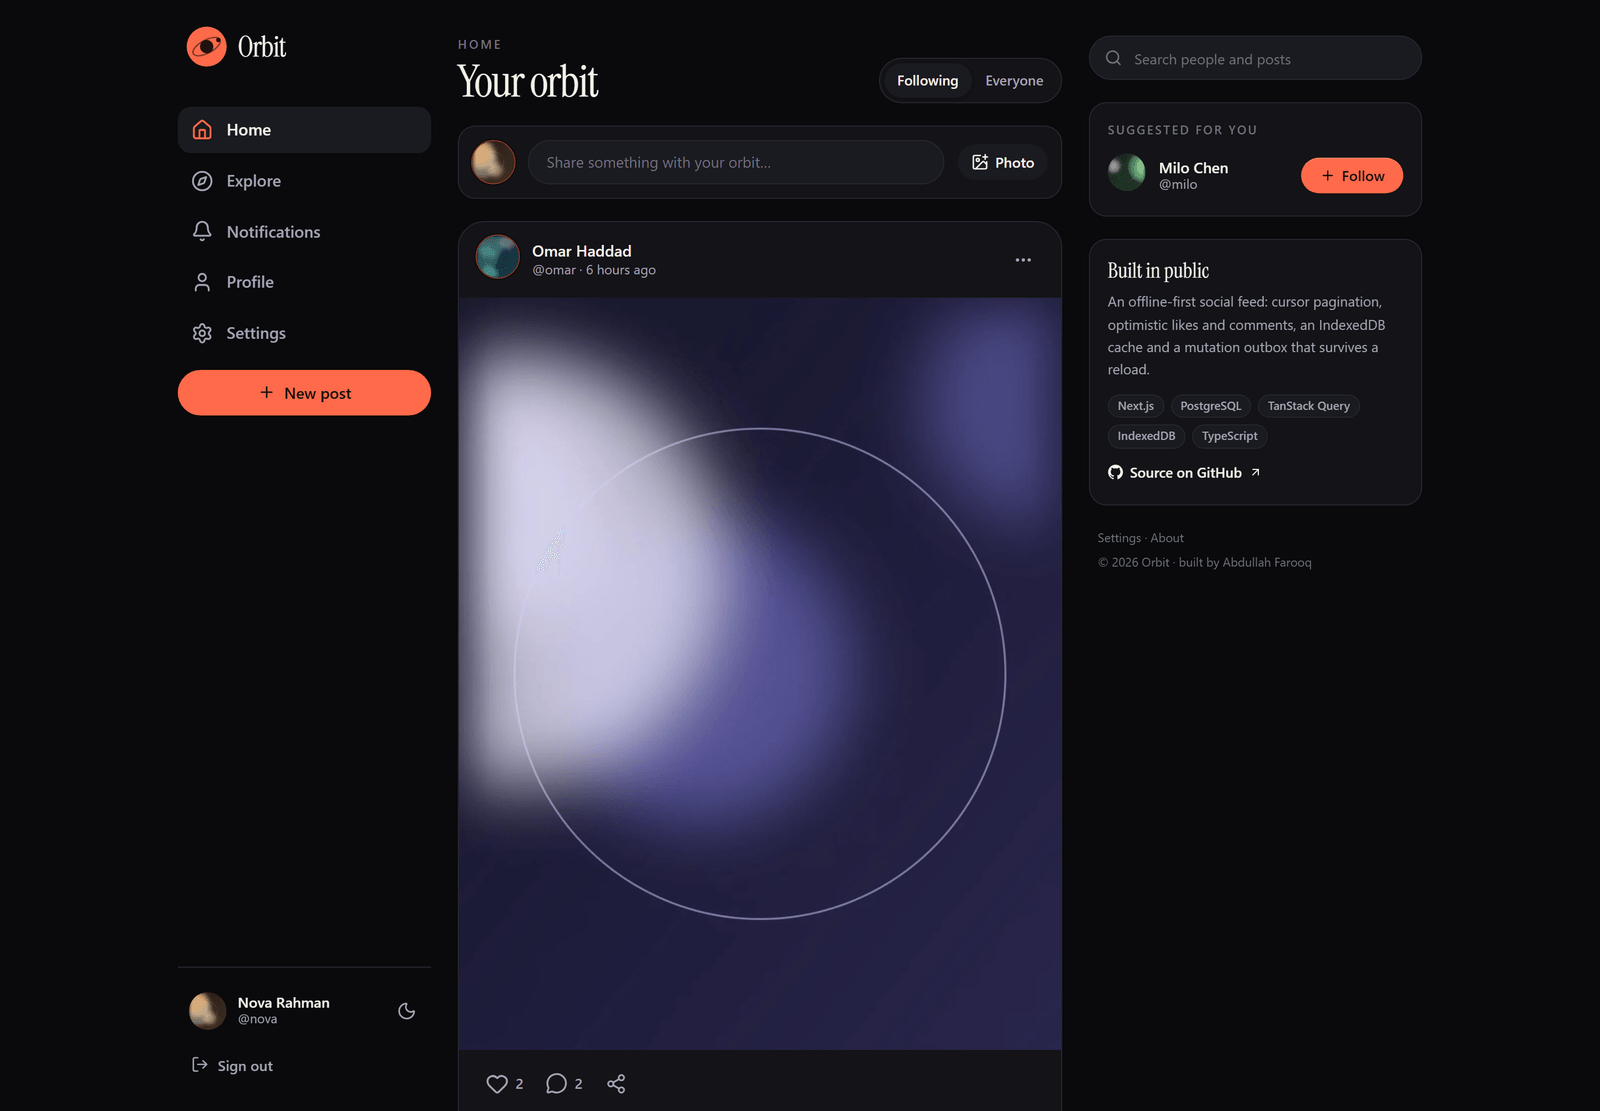 Orbit
Home
Explore
Notifications
Profile
Settings
New post
Nova Rahman
@nova
Sign out
HOME
Your orbit
Following
Everyone
Share something with your orbit...
Photo
Omar Haddad
@omar · 6 hours ago
2
2
Search people and posts
SUGGESTED FOR YOU
Milo Chen
@milo
Follow
Built in public
An offline-first social feed: cursor pagination,
optimistic likes and comments, an IndexedDB
cache and a mutation outbox that survives a
reload.
Next.js
PostgreSQL
TanStack Query
IndexedDB
TypeScript
Source on GitHub
Settings · About
© 2026 Orbit · built by Abdullah Farooq